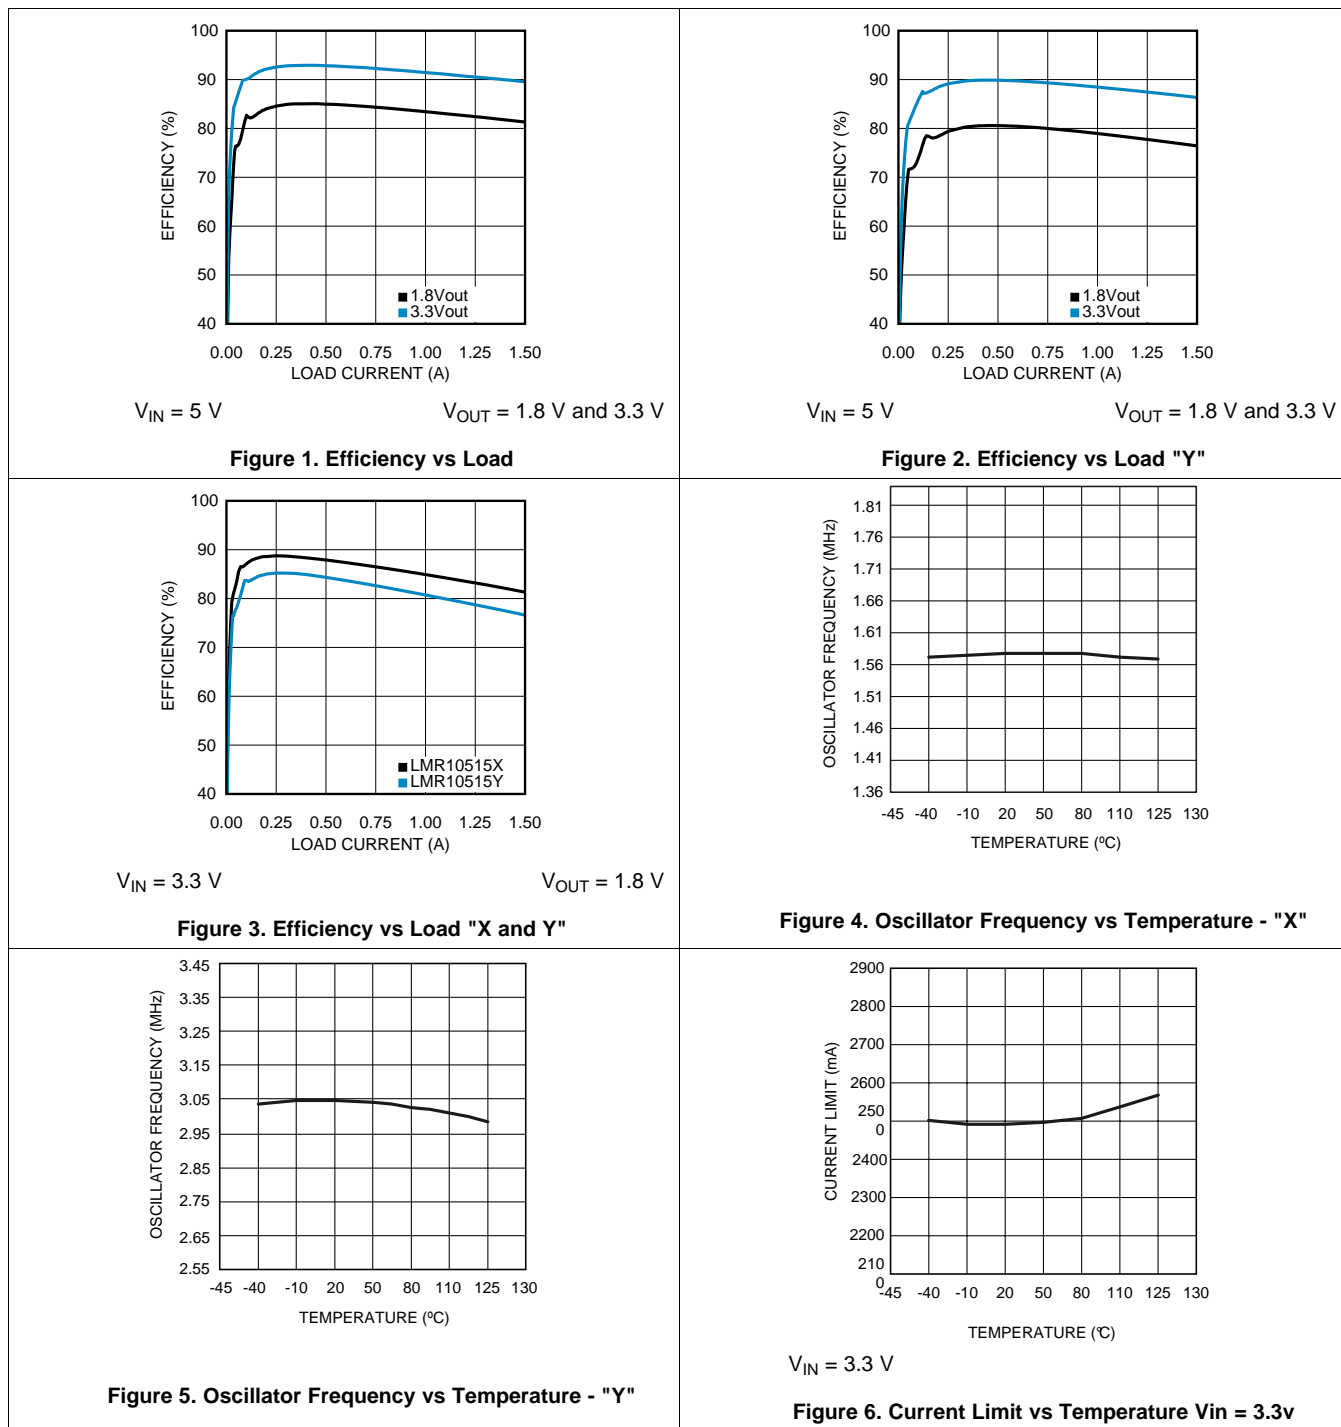 100
90
80
70
60
50
40
EFFICIENCY (%)
1.8Vout
3.3Vout
0.00 0.25 0.50 0.75 1.00 1.25 1.50
LOAD CURRENT (A)
VIN = 5 V VOUT = 1.8 V and 3.3 V
Figure 1. Efficiency vs Load
100
90
80
70
60
50
40
EFFICIENCY (%)
1.8Vout
3.3Vout
0.00 0.25 0.50 0.75 1.00 1.25 1.50
LOAD CURRENT (A)
VIN = 5 V VOUT = 1.8 V and 3.3 V
Figure 2. Efficiency vs Load "Y"
100
90
80
70
60
50
40
EFFICIENCY (%)
LMR10515X
LMR10515Y
0.00 0.25 0.50 0.75 1.00 1.25 1.50
LOAD CURRENT (A)
VIN = 3.3 V VOUT = 1.8 V
Figure 3. Efficiency vs Load "X and Y"
1.81
1.76
1.71
1.66
1.61
1.56
1.51
1.46
1.41
1.36
OSCILLATOR FREQUENCY (MHz)
-45 -40 -10 20 50 80 110 125 130
TEMPERATURE (ºC)
Figure 4. Oscillator Frequency vs Temperature - "X"
3.45
3.35
3.25
3.15
3.05
2.95
2.85
2.75
2.65
2.55
OSCILLATOR FREQUENCY (MHz)
-45 -40 -10 20 50 80 110 125 130
TEMPERATURE (ºC)
Figure 5. Oscillator Frequency vs Temperature - "Y"
2900
2800
2700
2600
250
0
2400
2300
2200
210
0
CURRENT LIMIT (mA)
-45 -40 -10 20 50 80 110 125 130
TEMPERATURE (°C)
VIN = 3.3 V
Figure 6. Current Limit vs Temperature Vin = 3.3v